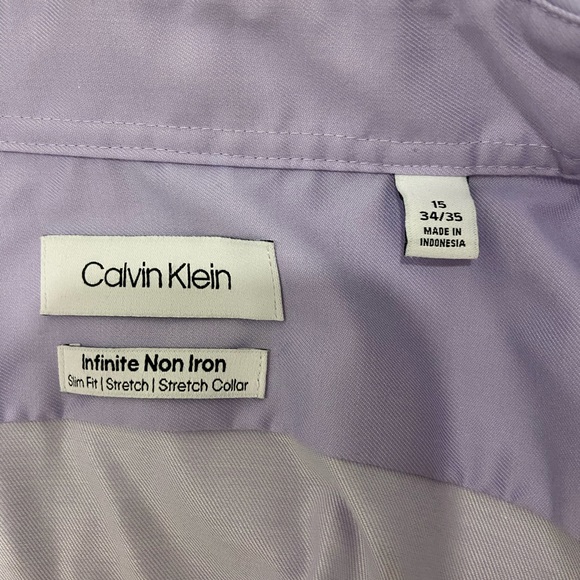 15
34/35
MADE IN
INDONESIA
Calvin Klein
Infinite Non Iron
Slim Fit | Stretch | Stretch Collar